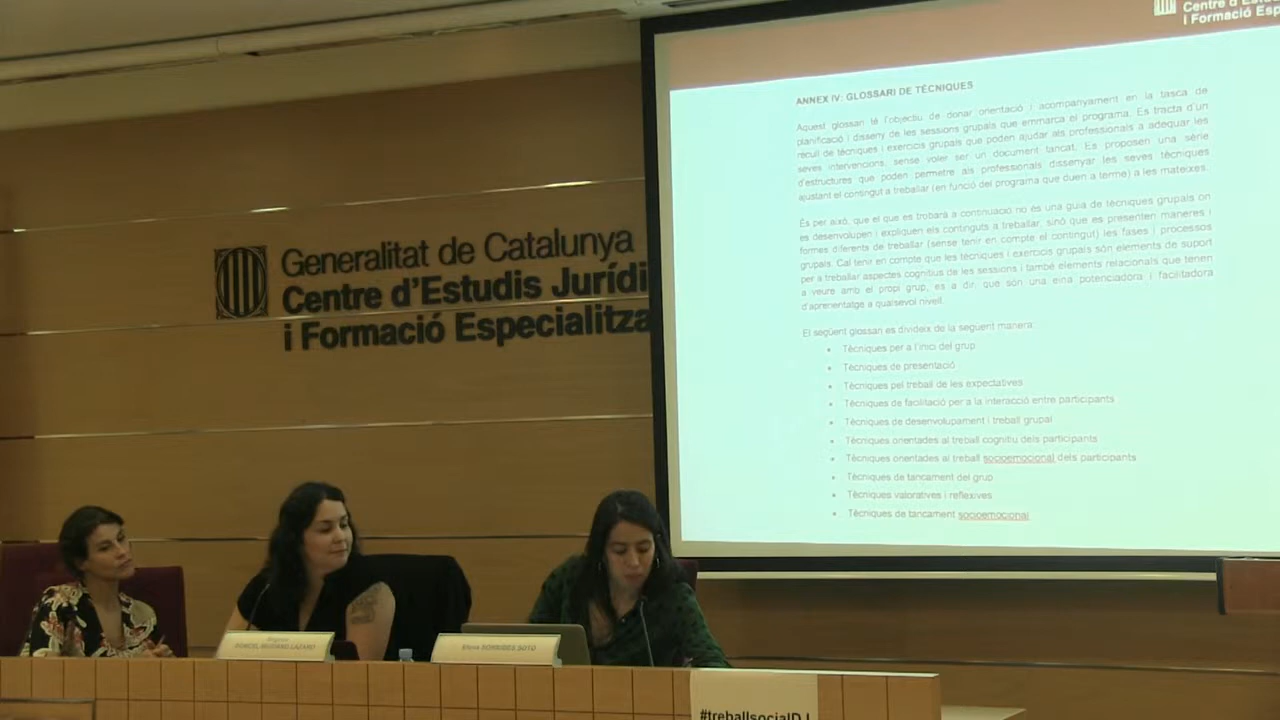 Centre d'Es
i Formació Esp
ANNEX IV: GLOSSARI DE TÈCNIQUES
Aquest glossari té l'objectiu de donar orientació i acompanyament en la tasca de
planificació i disseny de les sessions grupals que emmarca el programa. Es tracta d'un
recull de tècniques i exercicis grupals que poden ajudar als professionals a adequar les
seves intervencions, sense voler ser un document tancat. Es proposen una sèrie
d'estructures que poden permetre als professionals dissenyar les seves tècniques
ajustant el contingut a treballar (en funció del programa que duen a terme) a les mateixes.
És per això, que el que es trobarà a continuació no és una guia de tècniques grupals on
es desenvolupen i expliquen els continguts a treballar, sinó que es presenten maneres i
formes diferents de treballar (sense tenir en compte el contingut) les fases i processos
grupals. Cal tenir en compte que les tècniques i exercicis grupals són elements de suport
per a treballar aspectes cognitius de les sessions i també elements relacionals que tenen
a veure amb el propi grup, és a dir, que són una eina potenciadora i facilitadora
d'aprenentatge a qualsevol nivell.
El següent glossari es divideix de la següent manera:
• Tècniques per a l'inici del grup
• Tècniques de presentació
• Tècniques pel treball de les expectatives
• Tècniques de facilitació per a la interacció entre participants
• Tècniques de desenvolupament i treball grupal
• Tècniques orientades al treball cognitiu dels participants
• Tècniques orientades al treball socioemocional dels participants
• Tècniques de tancament del grup
• Tècniques valoratives i reflexives
• Tècniques de tancament socioemocional
Generalitat de Catalunya
Centre d'Estudis Jurídi
i Formació Especialitza
#treballsocialDJ